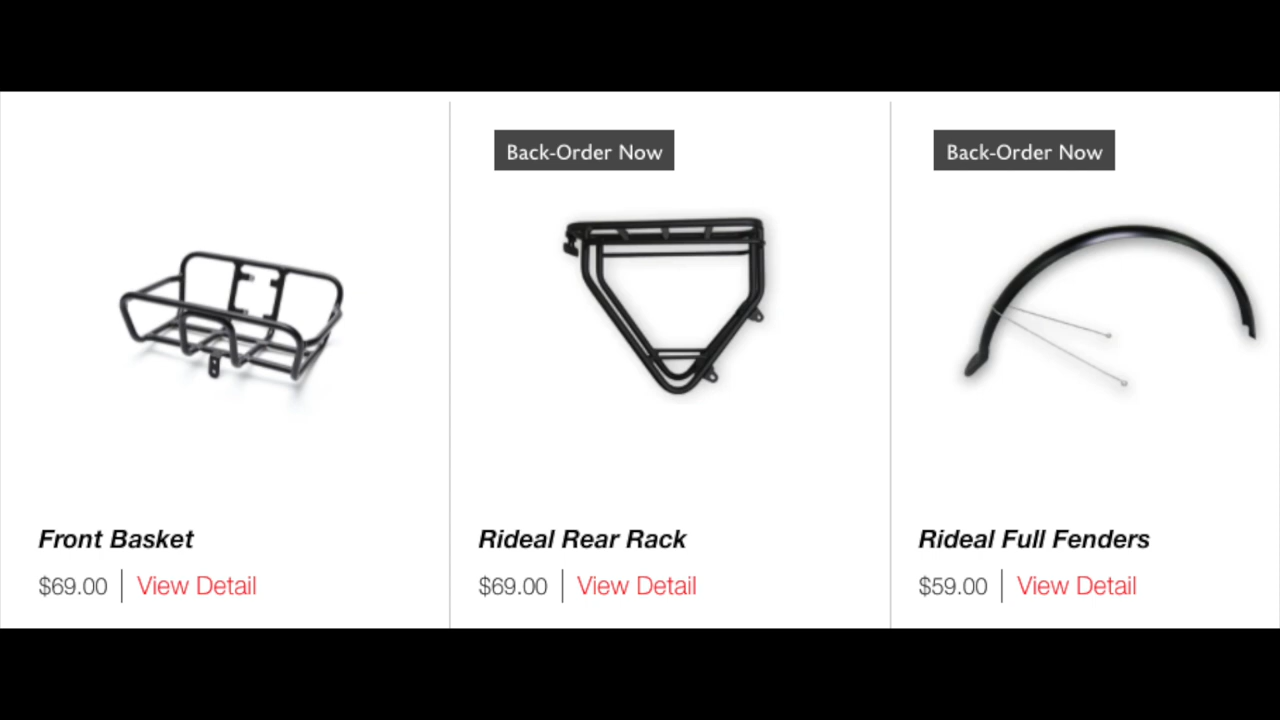 Back-Order Now
Back-Order Now
Front Basket
Rideal Rear Rack
Rideal Full Fenders
$69.00 | View Detail
$69.00 | View Detail
$59.00 | View Detail